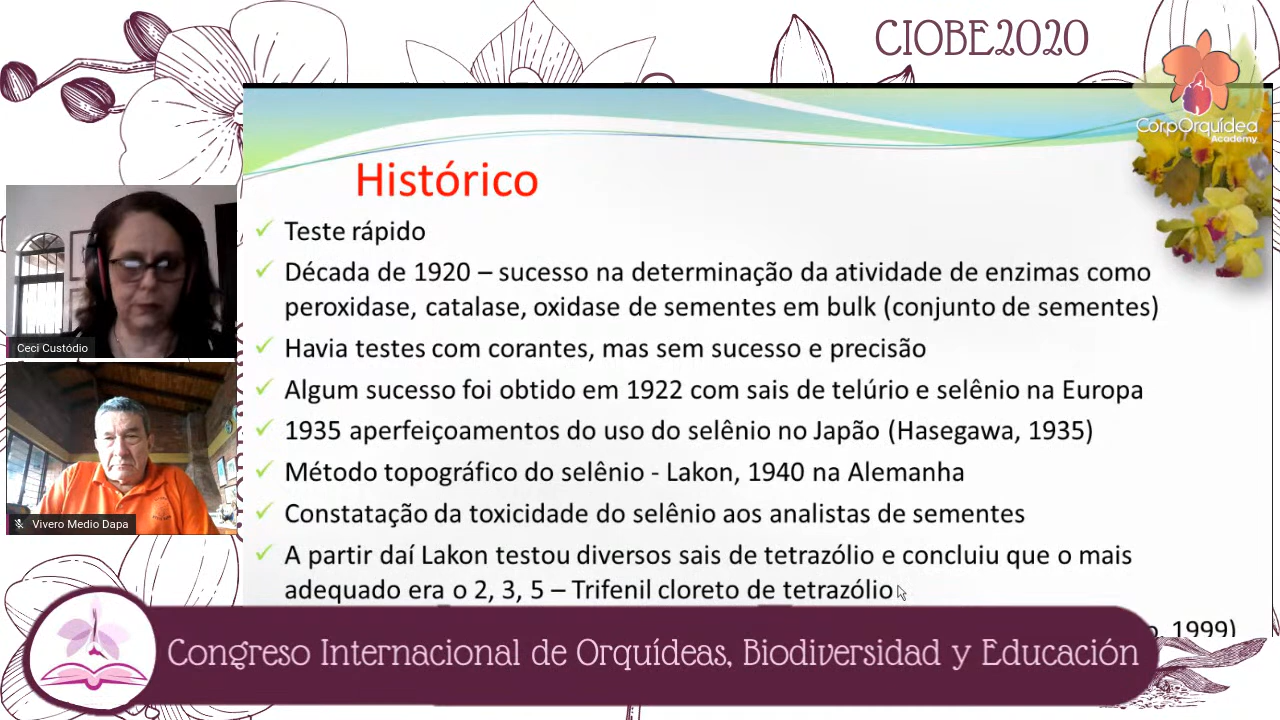 CIOBE2020
CorpOrquídea
Academy
Histórico
Teste rápido
Década de 1920 – sucesso na determinação da atividade de enzimas como
peroxidase, catalase, oxidase de sementes em bulk (conjunto de sementes)
Havia testes com corantes, mas sem sucesso e precisão
Algum sucesso foi obtido em 1922 com sais de telúrio e selênio na Europa
1935 aperfeiçoamentos do uso do selênio no Japão (Hasegawa, 1935)
Método topográfico do selênio - Lakon, 1940 na Alemanha
Constatação da toxicidade do selênio aos analistas de sementes
A partir daí Lakon testou diversos sais de tetrazólio e concluiu que o mais
adequado era o 2, 3, 5 – Trifenil cloreto de tetrazólio
1999)
Ceci Custódio
Vivero Medio Dapa
Congreso Internacional de Orquídeas, Biodiversidad y Educación